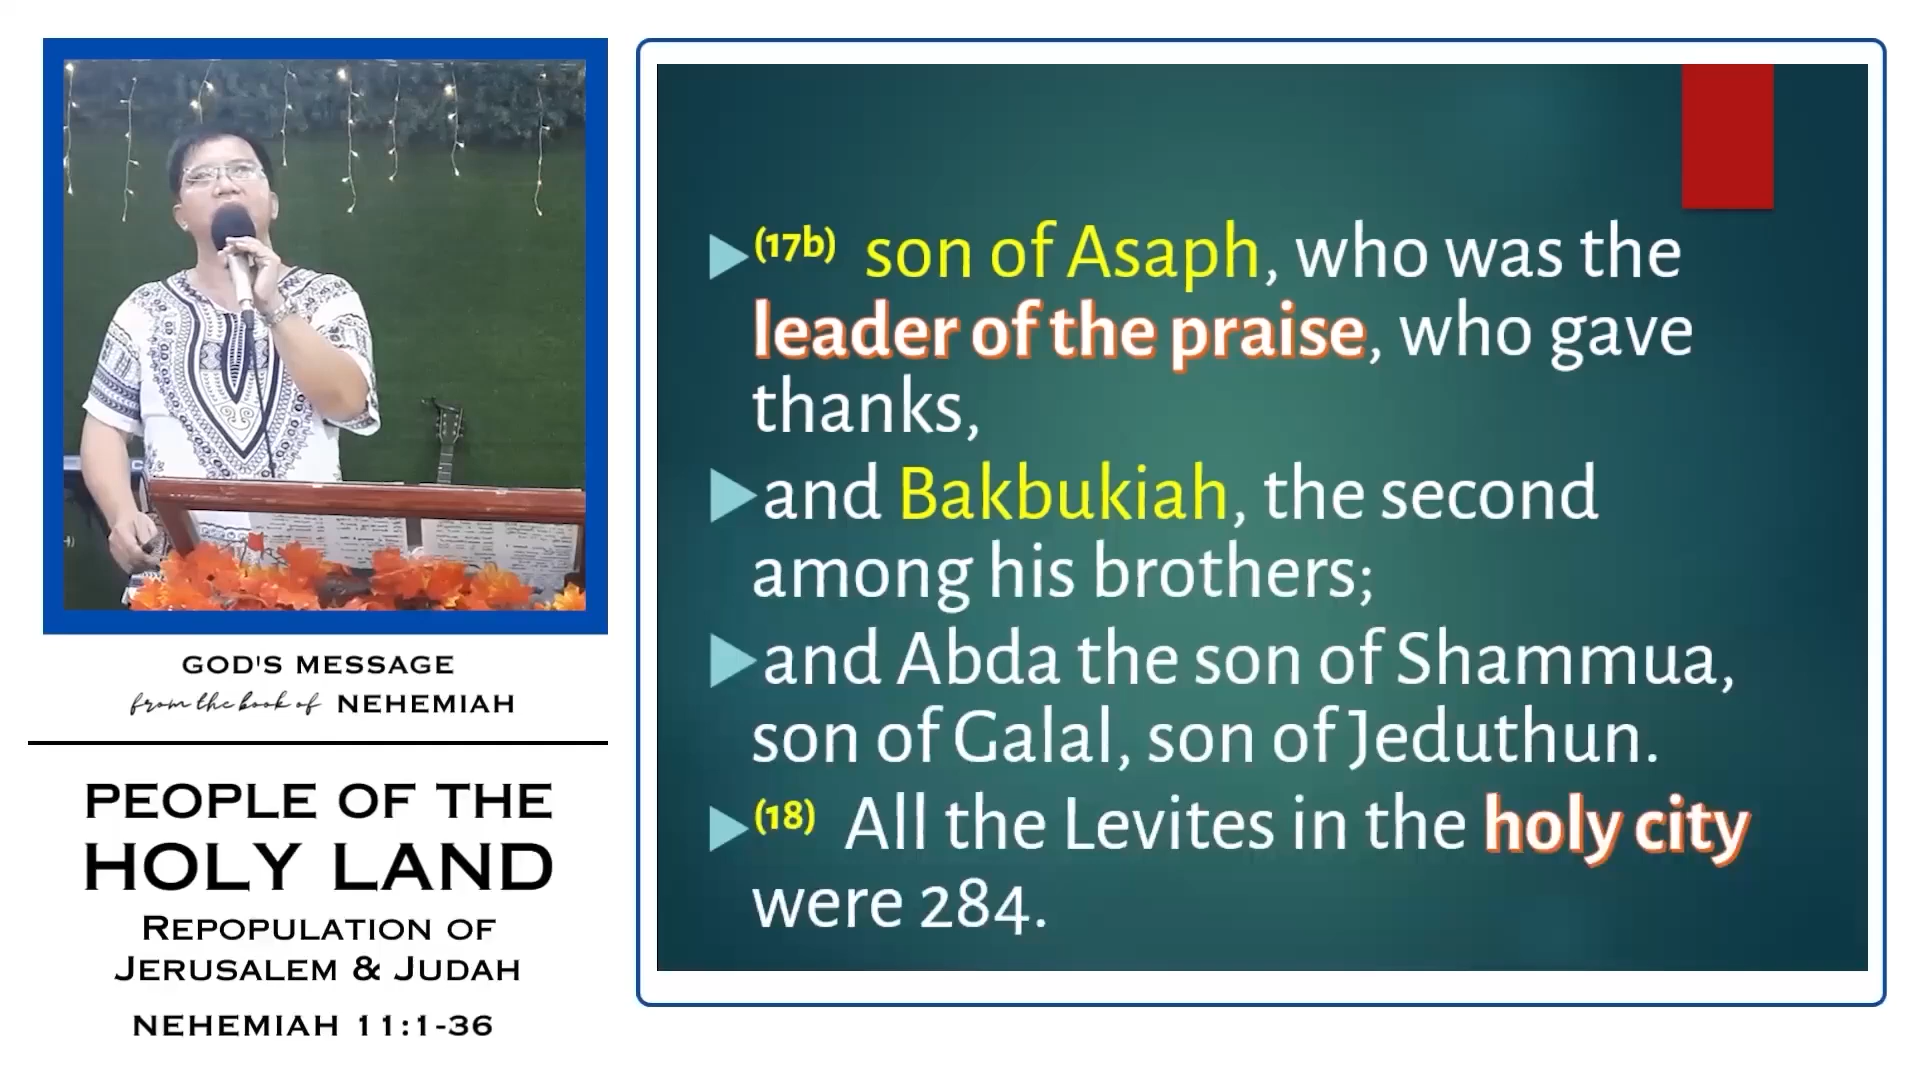 GOD'S MESSAGE
from the book of NEHEMIAH
PEOPLE OF THE
HOLY LAND
REPOPULATION OF
JERUSALEM & JUDAH
NEHEMIAH 11:1-36
(17b) son of Asaph, who was the
leader of the praise, who gave
thanks,
and Bakbukiah, the second
among his brothers;
and Abda the son of Shammua,
son of Galal, son of Jeduthun.
(18) All the Levites in the holy city
were 284.